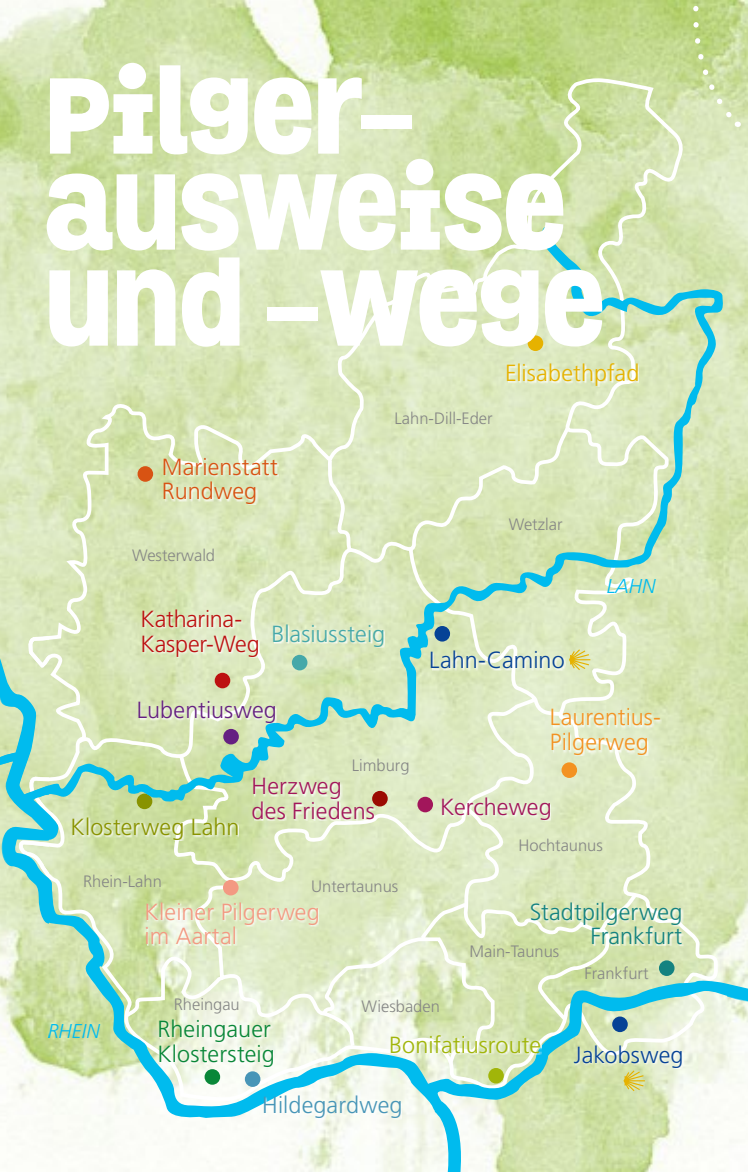 Pilger-
ausweise
und -wege
Elisabethpfad
Lahn-Dill-Eder
Marienstatt
Rundweg
Wetzlar
Westerwald
LAHN
Katharina-
Kasper-Weg
Blasiussteig
Lahn-Camino
Lubentiusweg
Laurentius-
Pilgerweg
Limburg
Herzweg
des Friedens
Kercheweg
Klosterweg Lahn
Hochtaunus
Rhein-Lahn
Untertaunus
Kleiner Pilgerweg
im Aartal
Stadtpilgerweg
Frankfurt
Main-Taunus
Frankfurt
Rheingau
Wiesbaden
RHEIN
Rheingauer
Klostersteig
Bonifatiusroute
Jakobsweg
Hildegardweg